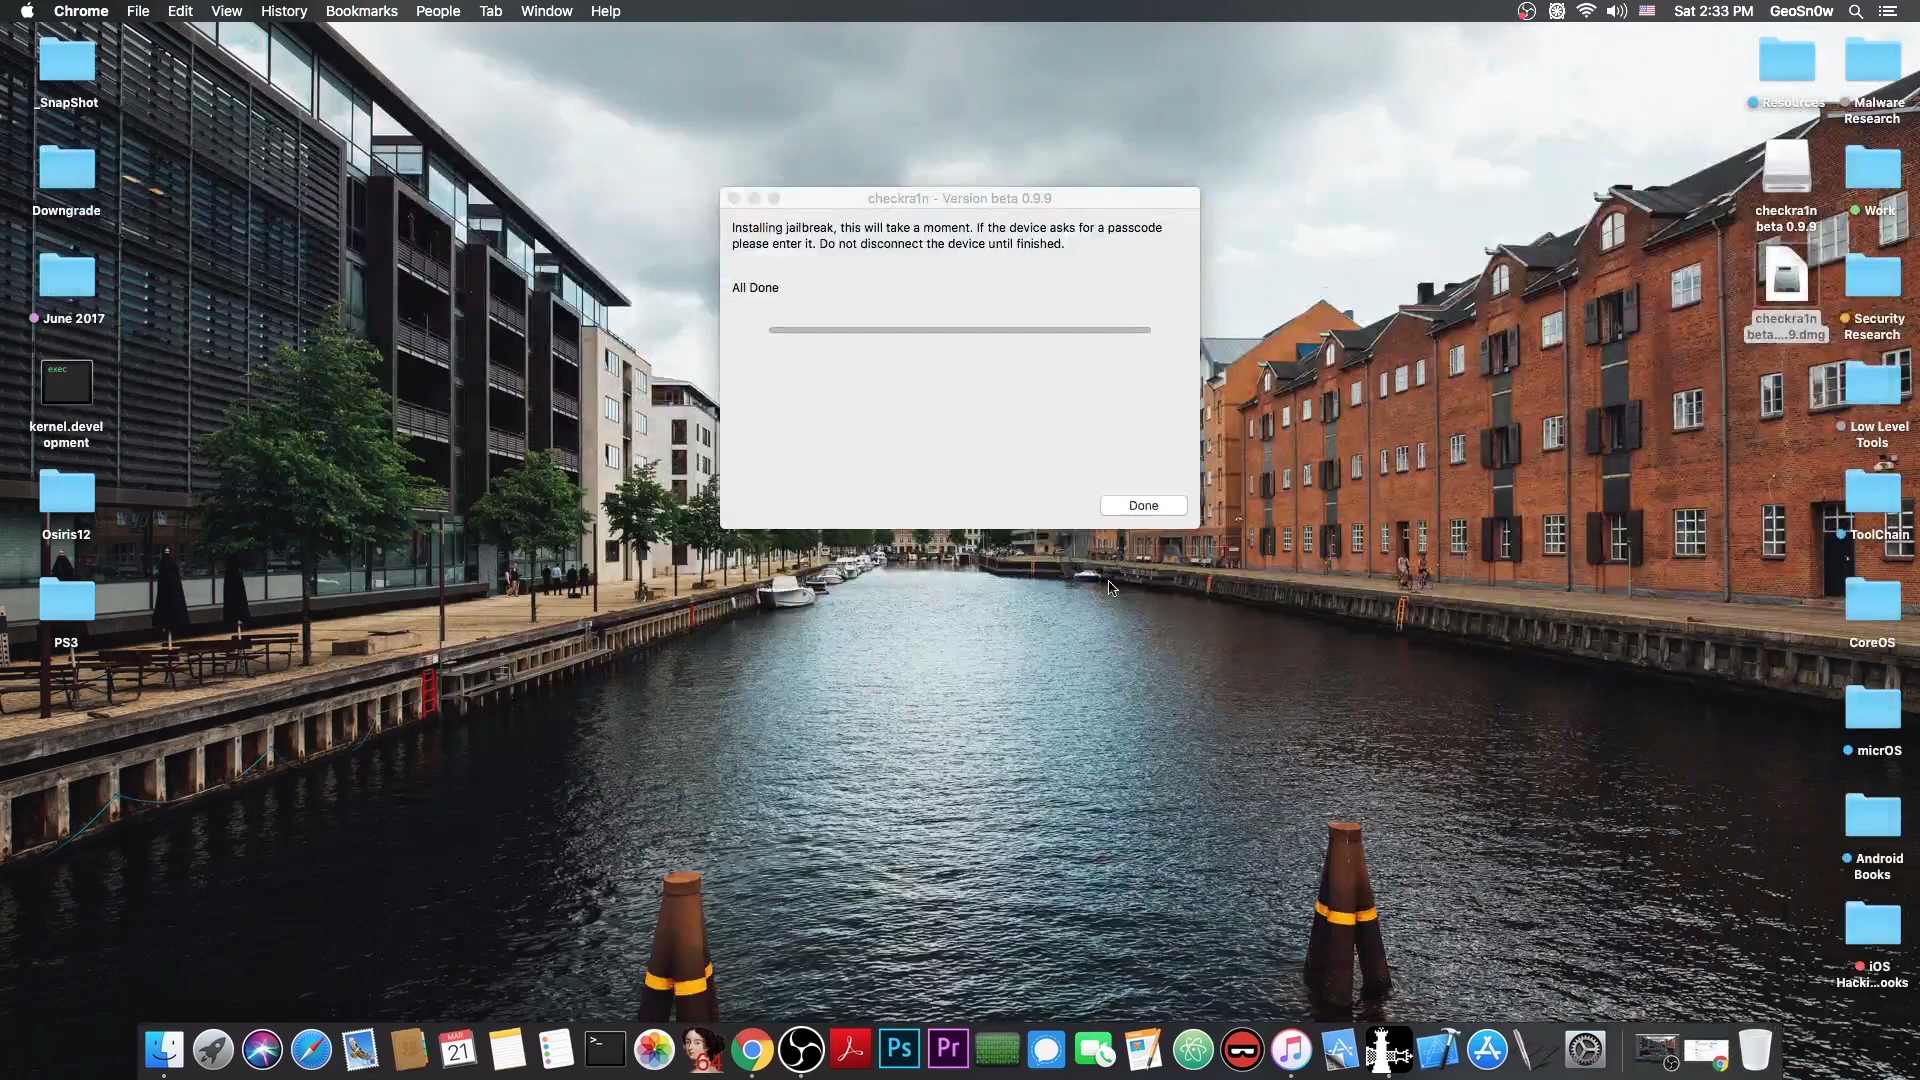 Chrome File Edit View History Bookmarks People Tab Window Help
Sat 2:33 PM GeoSn0w
_SnapShot
Downgrade
June 2017
exec
kernel.devel
opment
Osiris12
PS3
checkra1n - Version beta 0.9.9
Installing jailbreak, this will take a moment. If the device asks for a passcode
please enter it. Do not disconnect the device until finished.
All Done
Done
Resources
checkra1n
beta 0.9.9
checkra1n
beta....9.dmg
Malware
Research
Work
Security
Research
Low Level
Tools
ToolChain
CoreOS
micrOS
Android
Books
iOS
Hacki...ooks
MAR
21
64
Ps
Pr